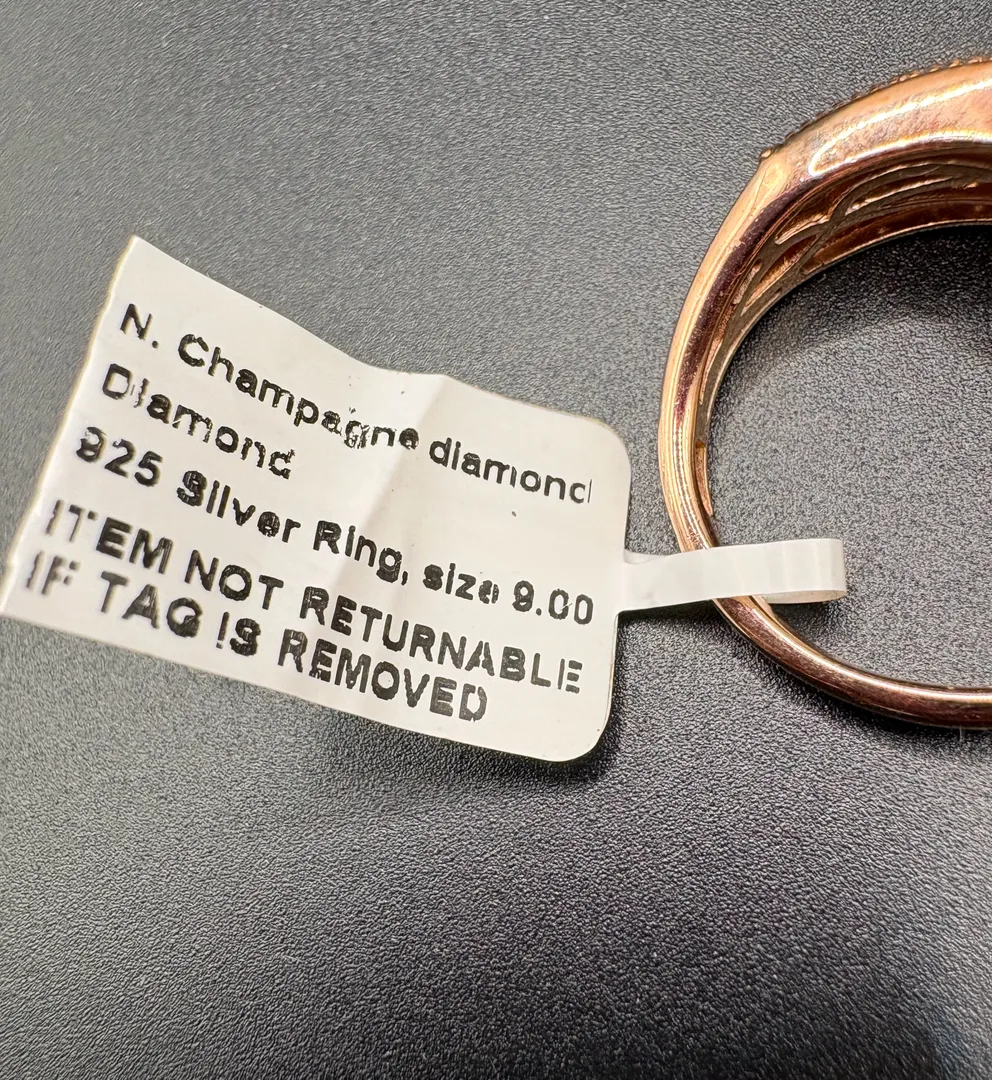 N. Champagne diamond
Diamond
925 Silver Ring, size 9.00
ITEM NOT RETURNABLE
IF TAG IS REMOVED